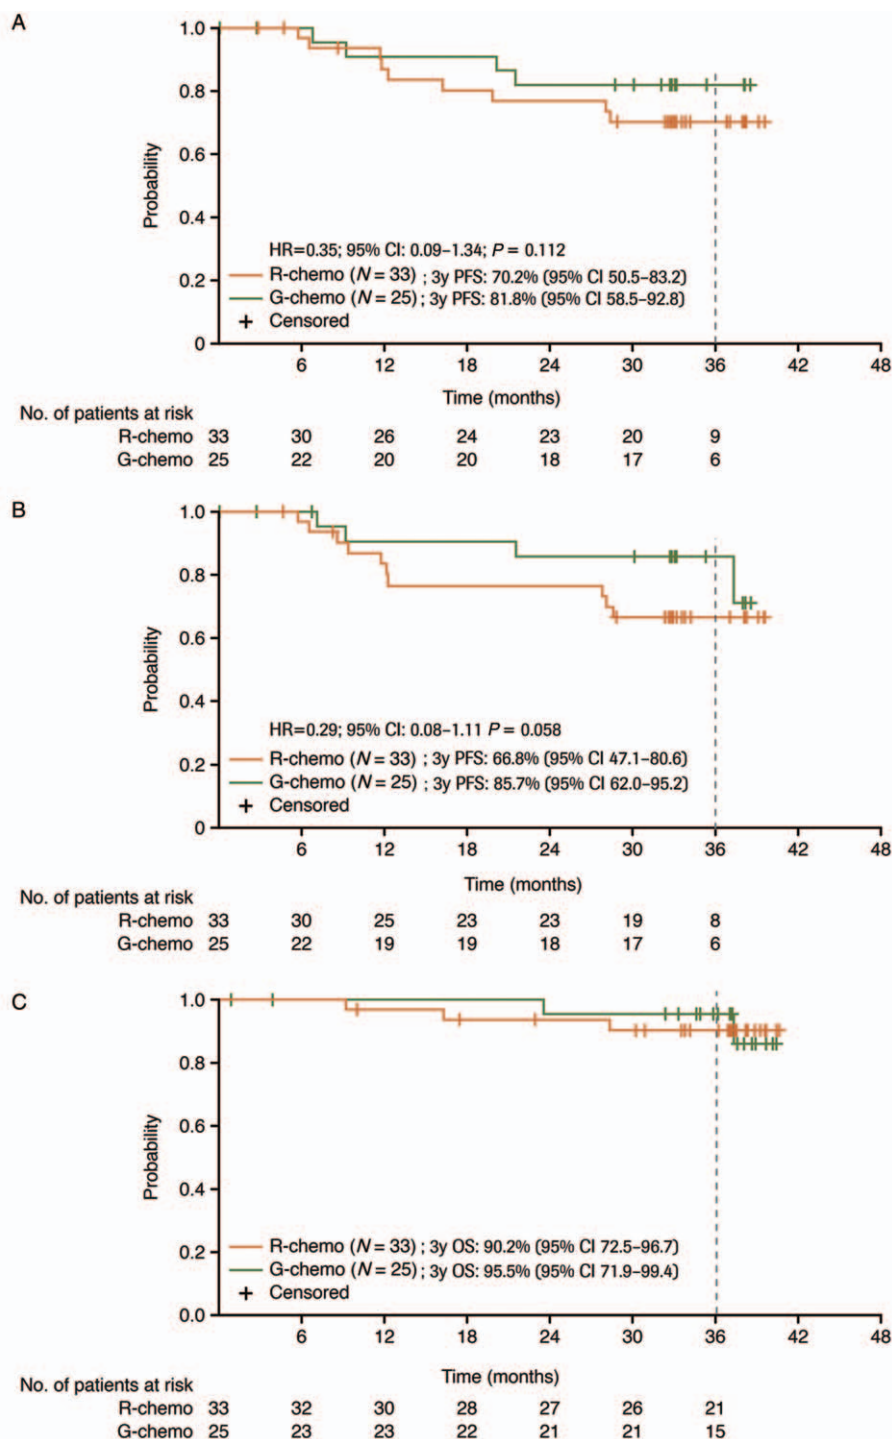 A
1.0
0.8
0.6
0.4
0.2
0
Probability
HR=0.35; 95% CI: 0.09–1.34; P = 0.112
R-chemo (N = 33) ; 3y PFS: 70.2% (95% CI 50.5–83.2)
G-chemo (N = 25) ; 3y PFS: 81.8% (95% CI 58.5–92.8)
Censored
6 12 18 24 30 36 42 48
Time (months)
No. of patients at risk
R-chemo 33 30 26 24 23 20 9
G-chemo 25 22 20 20 18 17 6
B
1.0
0.8
0.6
0.4
0.2
0
Probability
HR=0.29; 95% CI: 0.08–1.11 P = 0.058
R-chemo (N = 33) ; 3y PFS: 66.8% (95% CI 47.1–80.6)
G-chemo (N = 25) ; 3y PFS: 85.7% (95% CI 62.0–95.2)
Censored
6 12 18 24 30 36 42 48
Time (months)
No. of patients at risk
R-chemo 33 30 25 23 23 19 8
G-chemo 25 22 19 19 18 17 6
C
1.0
0.8
0.6
0.4
0.2
0.0
Probability
R-chemo (N = 33) ; 3y OS: 90.2% (95% CI 72.5–96.7)
G-chemo (N = 25) ; 3y OS: 95.5% (95% CI 71.9–99.4)
Censored
6 12 18 24 30 36 42 48
Time (months)
No. of patients at risk
R-chemo 33 32 30 28 27 26 21
G-chemo 25 23 23 22 21 21 15